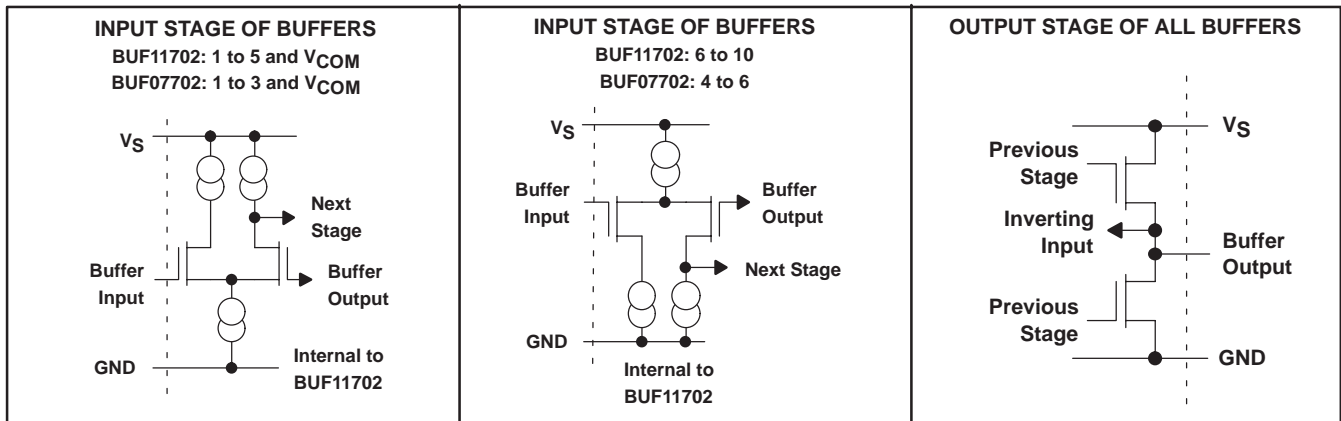 INPUT STAGE OF BUFFERS
BUF11702: 1 to 5 and VCOM
BUF07702: 1 to 3 and VCOM
VS
Next
Stage
Buffer
Input
Buffer
Output
GND
Internal to
BUF11702
INPUT STAGE OF BUFFERS
BUF11702: 6 to 10
BUF07702: 4 to 6
VS
Buffer
Input
Buffer
Output
Next Stage
GND
Internal to
BUF11702
OUTPUT STAGE OF ALL BUFFERS
VS
Previous
Stage
Inverting
Input
Buffer
Output
Previous
Stage
GND